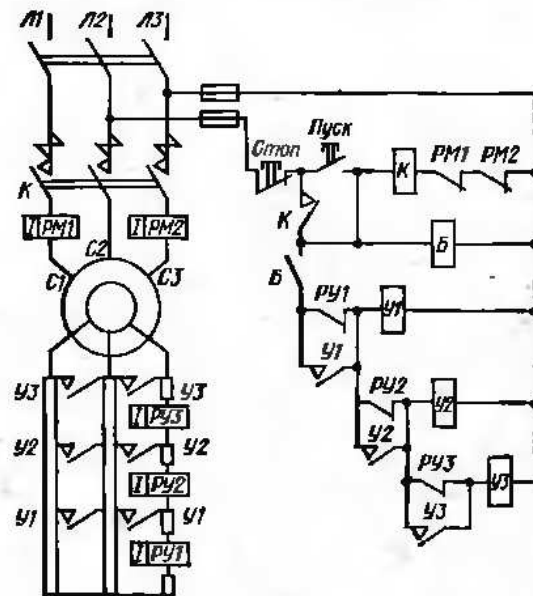 Л1 Л2 Л3
Стоп Пуск
К РМ1 РМ2
К
К
I РМ1 I РМ2
Б
С2
С1 С3
Б
РУ1 У1
У1
У3 У3
РУ2 У2
I РУ3
У2
У2 У2
I РУ2
РУ3 У3
У1 У1
У3
I РУ1